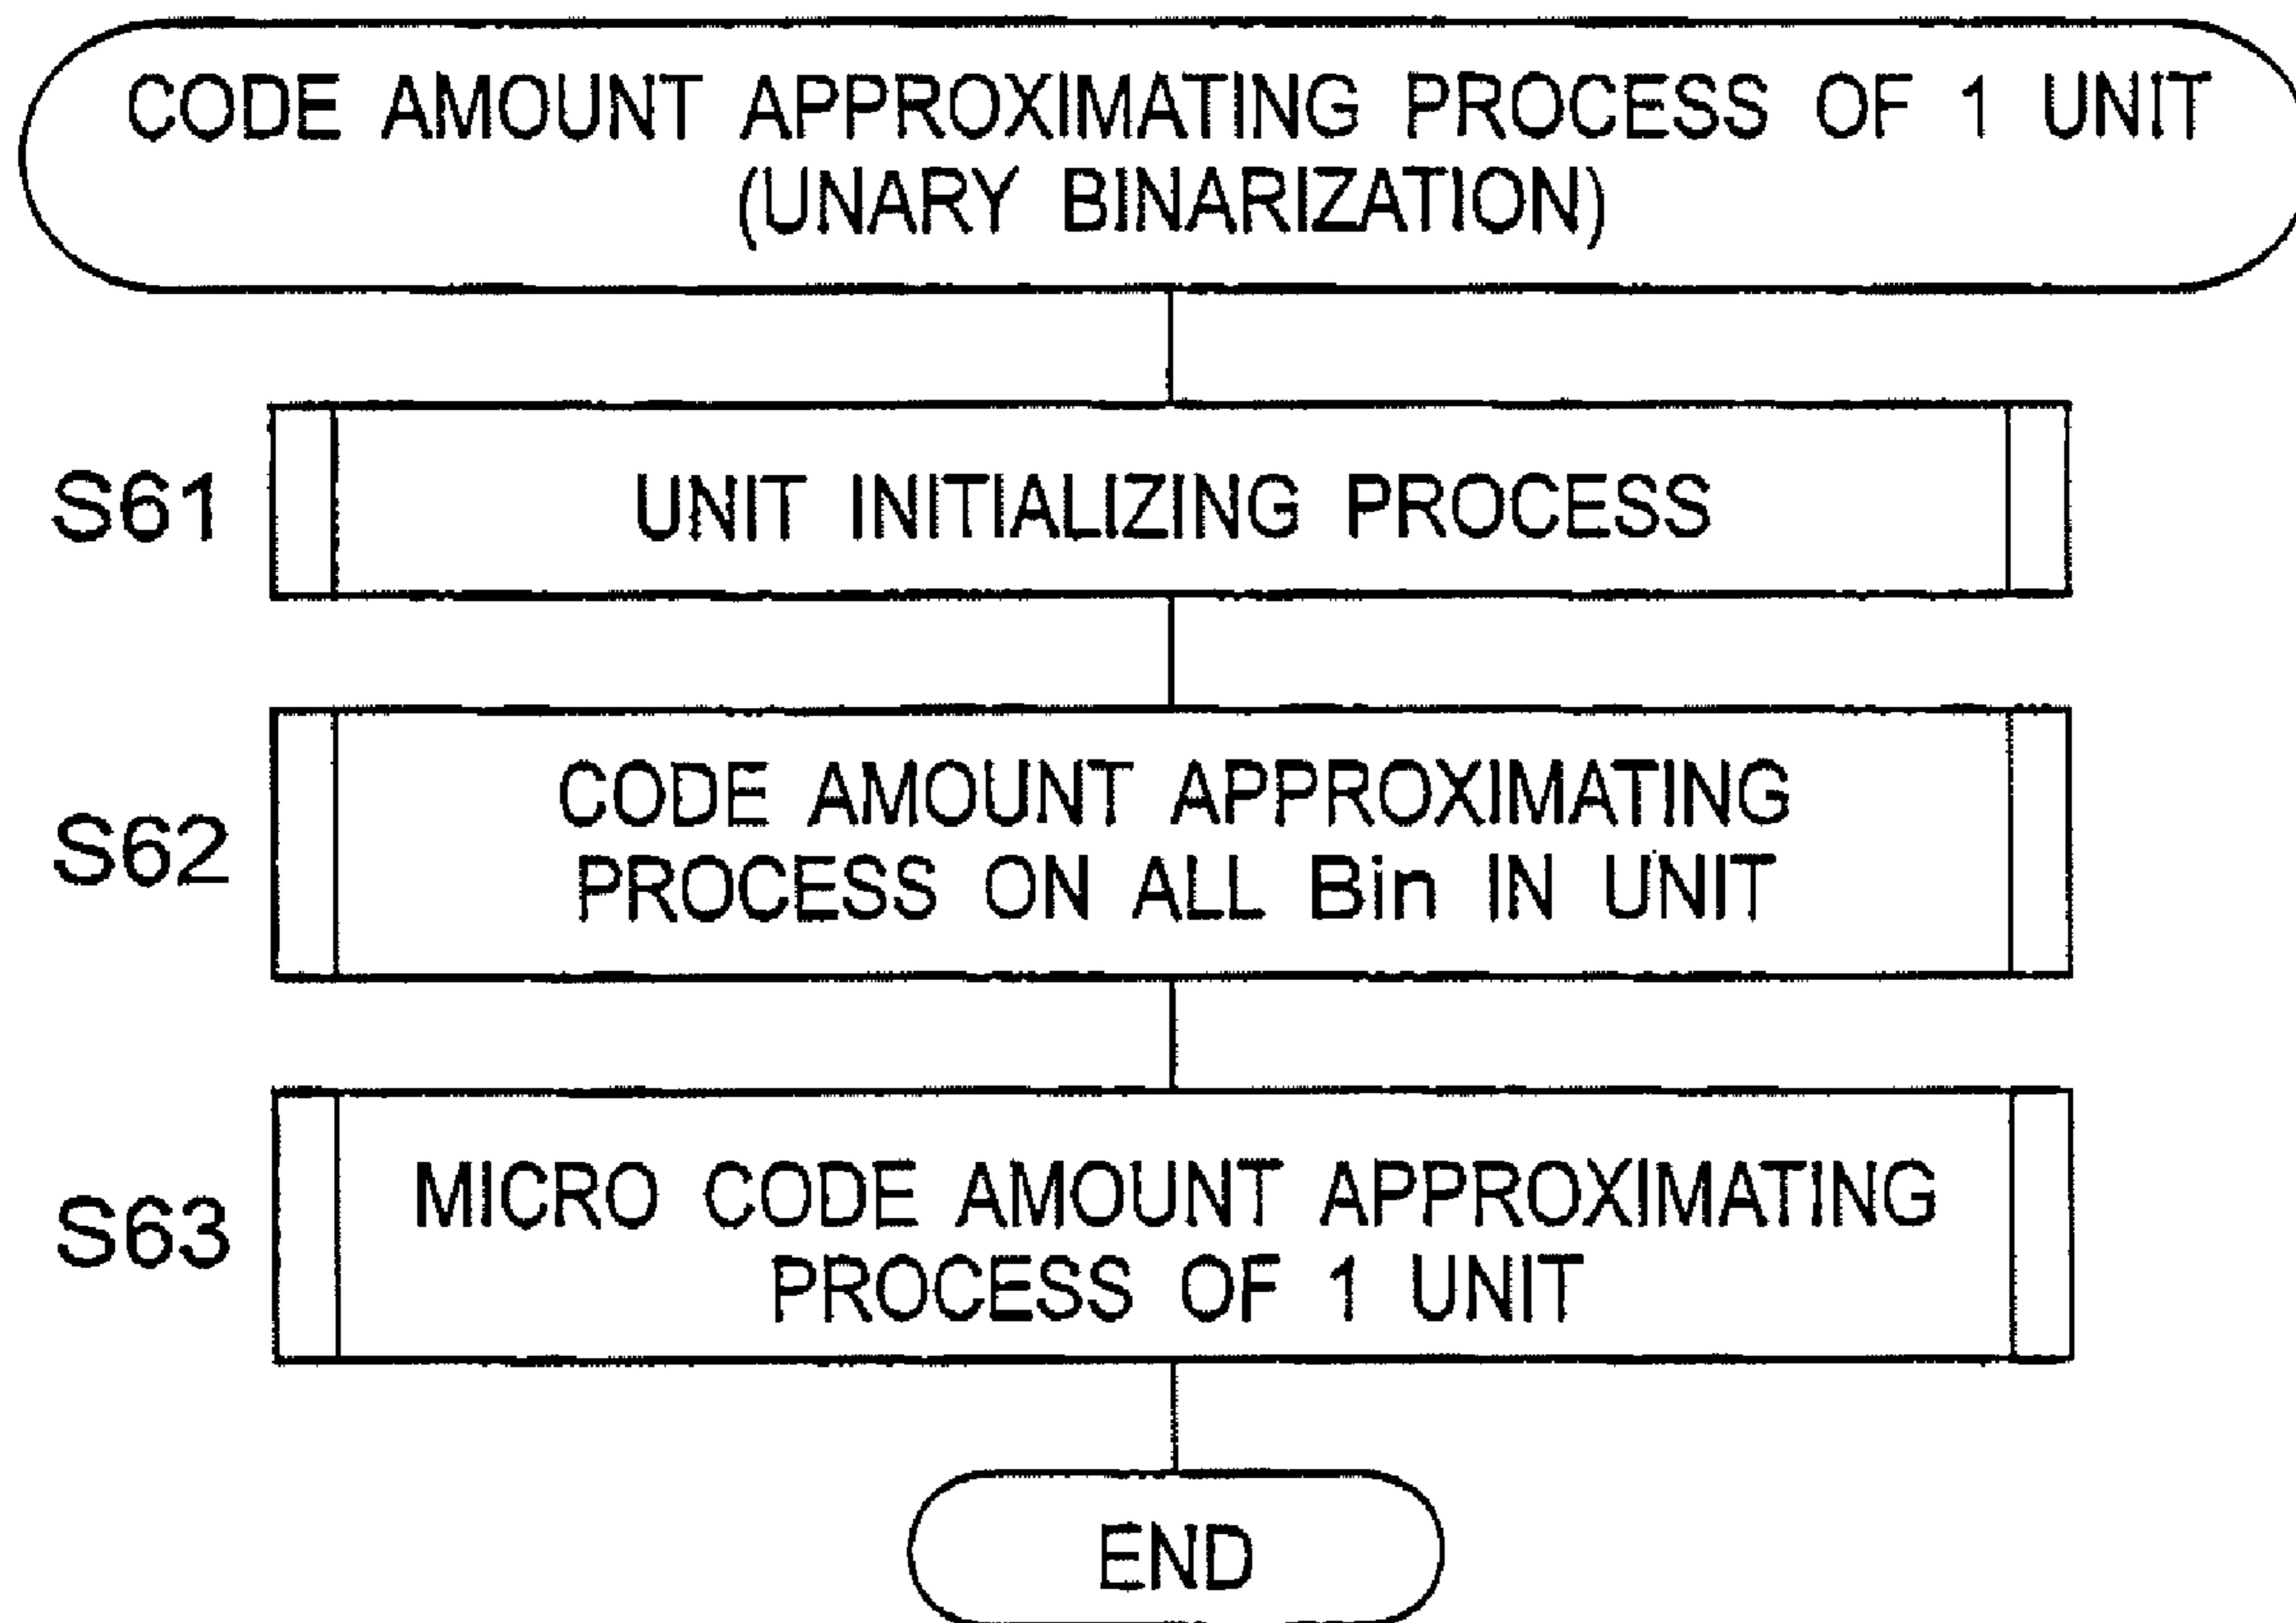 CODE AMOUNT APPROXIMATING PROCESS OF 1 UNIT
(UNARY BINARIZATION)
S61
UNIT INITIALIZING PROCESS
S62
CODE AMOUNT APPROXIMATING
PROCESS ON ALL Bin IN UNIT
S63
MICRO CODE AMOUNT APPROXIMATING
PROCESS OF 1 UNIT
END